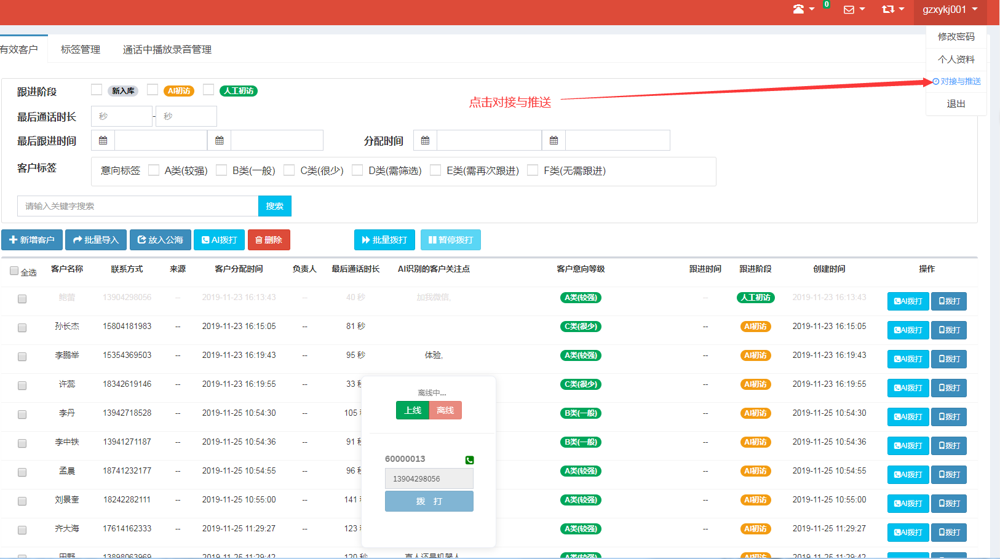 0
gzxykj001
修改密码
个人资料
对接与推送
退出
有效客户 标签管理 通话中播放录音管理
点击对接与推送
跟进阶段 新入库 AI初访 人工初访
最后通话时长 秒 - 秒
最后跟进时间 分配时间
客户标签 意向标签 A类(较强) B类(一般) C类(很少) D类(需筛选) E类(需再次跟进) F类(无需跟进)
请输入关键字搜索 搜索
新增客户 批量导入 放入公海 AI拨打 删除 批量拨打 暂停拨打
全选 客户名称 联系方式 来源 客户分配时间 负责人 最后通话时长 AI识别的客户关注点 客户意向等级 跟进时间 跟进阶段 创建时间 操作
鲍蕾 13904298056 -- 2019-11-23 16:13:43 -- 40 秒 加我微信, A类(较强) -- 人工初访 2019-11-23 16:13:43 AI拨打 拨打
孙长杰 15804181983 -- 2019-11-23 16:15:05 -- 81 秒 C类(很少) -- AI初访 2019-11-23 16:15:05 AI拨打 拨打
李鹏举 15354369503 -- 2019-11-23 16:19:43 -- 95 秒 体验, A类(较强) -- AI初访 2019-11-23 16:19:43 AI拨打 拨打
许蕊 18342619146 -- 2019-11-23 16:19:55 -- 33 秒 C类(很少) -- AI初访 2019-11-23 16:19:55 AI拨打 拨打
李丹 13942718528 -- 2019-11-25 10:54:30 -- 105 B类(一般) -- AI初访 2019-11-25 10:54:30 AI拨打 拨打
李中铁 13941271187 -- 2019-11-25 10:54:36 -- 91 秒 B类(一般) -- AI初访 2019-11-25 10:54:36 AI拨打 拨打
孟晨 18741232177 -- 2019-11-25 10:54:55 -- 96 秒 A类(较强) -- AI初访 2019-11-25 10:54:55 AI拨打 拨打
刘景奎 18242282111 -- 2019-11-25 10:55:00 -- 141 A类(较强) -- AI初访 2019-11-25 10:55:00 AI拨打 拨打
齐大海 17614162333 -- 2019-11-25 11:29:27 -- 123 A类(较强) -- AI初访 2019-11-25 11:29:27 AI拨打 拨打
田野 13898063969 2019-11-25 11:29:42 120 秒 真人还是机器人 A类(较强) AI初访 2019-11-25 11:29:42
离线中...
上线 离线
60000013
13904298056
拨 打